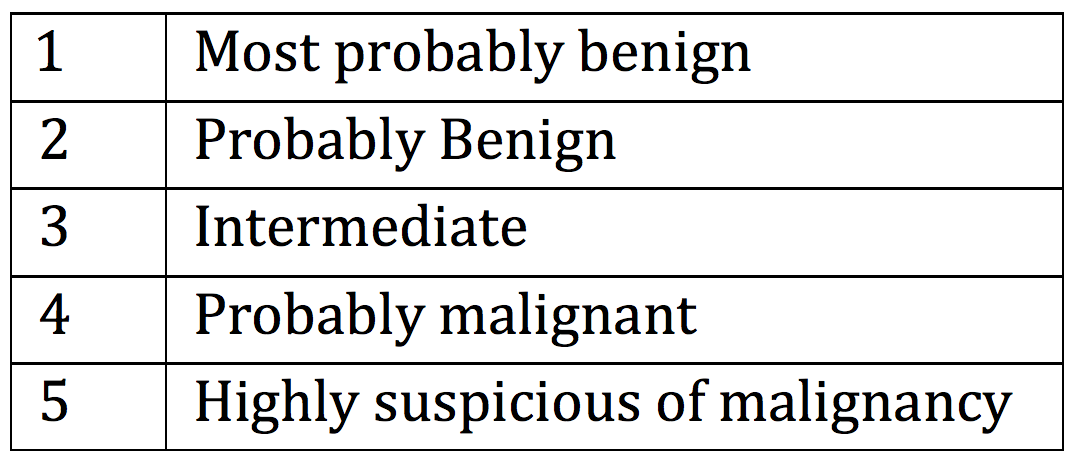 1 Most probably benign
2 Probably Benign
3 Intermediate
4 Probably malignant
5 Highly suspicious of malignancy